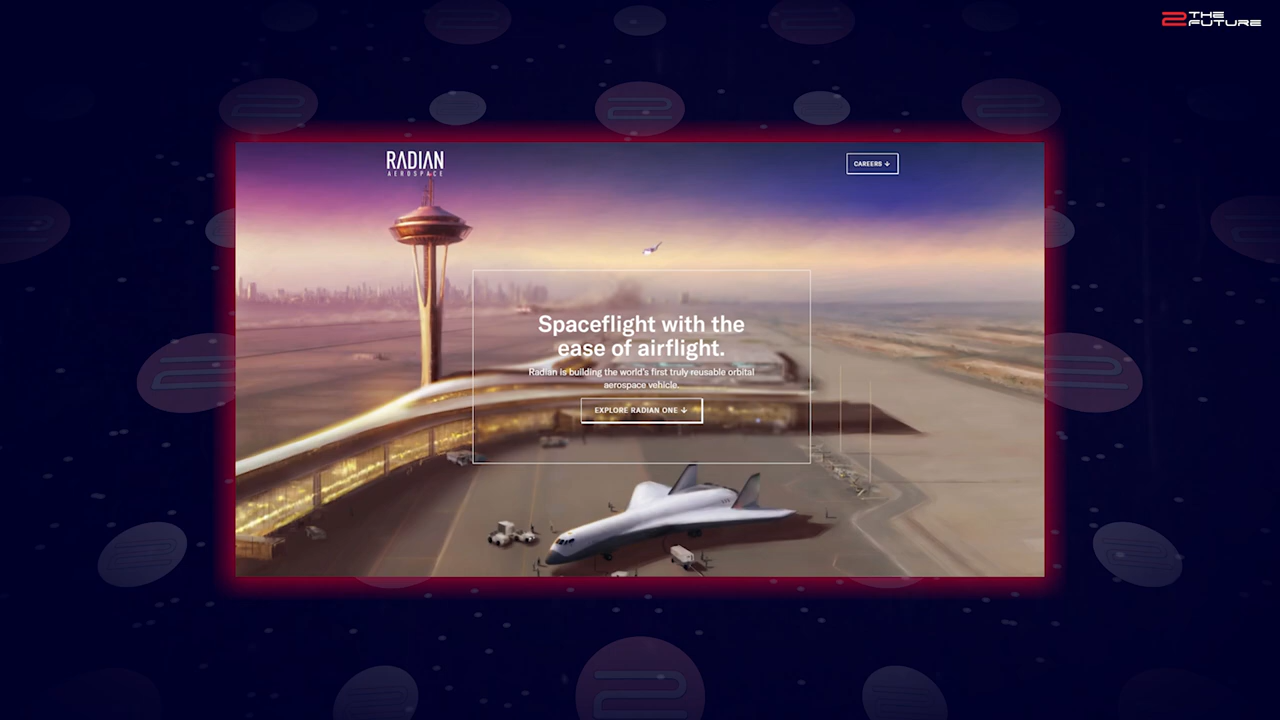 2 THE
FUTURE
RADIAN
AEROSPACE
CAREERS ↓
Spaceflight with the
ease of airflight.
Radian is building the world's first truly reusable orbital
aerospace vehicle.
EXPLORE RADIAN ONE ↓